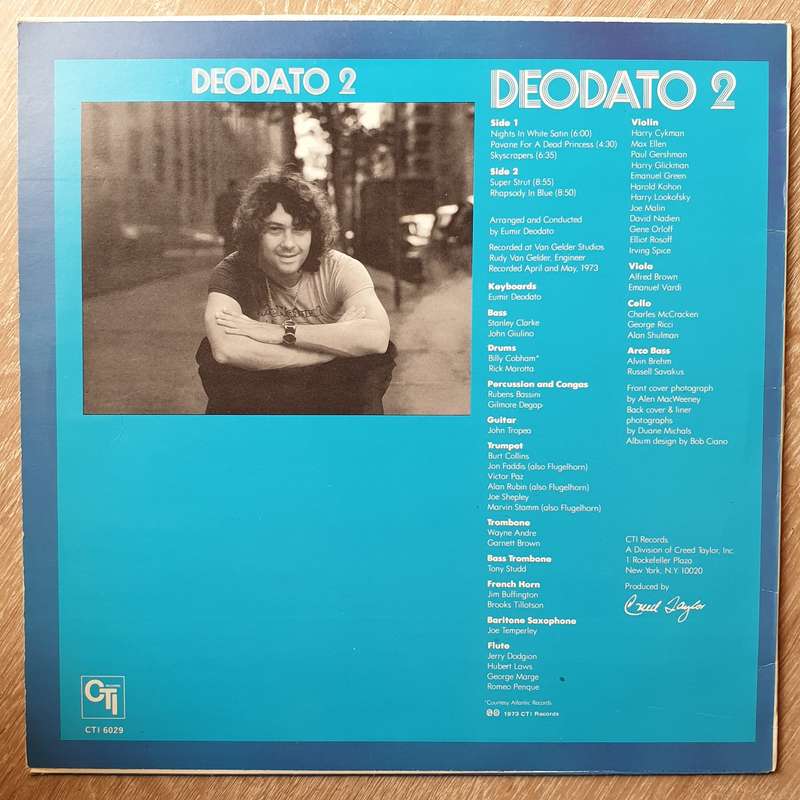 DEODATO 2
DEODATO 2
Side 1
Nights In White Satin (6:00)
Pavane For A Dead Princess (4:30)
Skyscrapers (6:35)
Side 2
Super Strut (8:55)
Rhapsody In Blue (8:50)
Arranged and Conducted
by Eumir Deodato
Recorded at Van Gelder Studios
Rudy Van Gelder, Engineer
Recorded April and May, 1973
Keyboards
Eumir Deodato
Bass
Stanley Clarke
John Giulino
Drums
Billy Cobham*
Rick Marotta
Percussion and Congas
Rubens Bassini
Gilmore Degap
Guitar
John Tropea
Trumpet
Burt Collins
Jon Faddis (also Flugelhorn)
Victor Paz
Alan Rubin (also Flugelhorn)
Joe Shepley
Marvin Stamm (also Flugelhorn)
Trombone
Wayne Andre
Garnett Brown
Bass Trombone
Tony Studd
French Horn
Jim Buffington
Brooks Tillotson
Baritone Saxophone
Joe Temperley
Flute
Jerry Dodgion
Hubert Laws
George Marge
Romeo Penque
*Courtesy Atlantic Records
1973 CTI Records
Violin
Harry Cykman
Max Ellen
Paul Gershman
Harry Glickman
Emanuel Green
Harold Kohon
Harry Lookofsky
Joe Malin
David Nadien
Gene Orloff
Elliot Rosoff
Irving Spice
Viola
Alfred Brown
Emanuel Vardi
Cello
Charles McCracken
George Ricci
Alan Shulman
Arco Bass
Alvin Brehm
Russell Savakus
Front cover photograph
by Alen MacWeeney
Back cover & liner
photographs
by Duane Michals
Album design by Bob Ciano
CTI Records
A Division of Creed Taylor, Inc.
1 Rockefeller Plaza
New York, N.Y. 10020
Produced by
Creed Taylor
CTI
CTI 6029